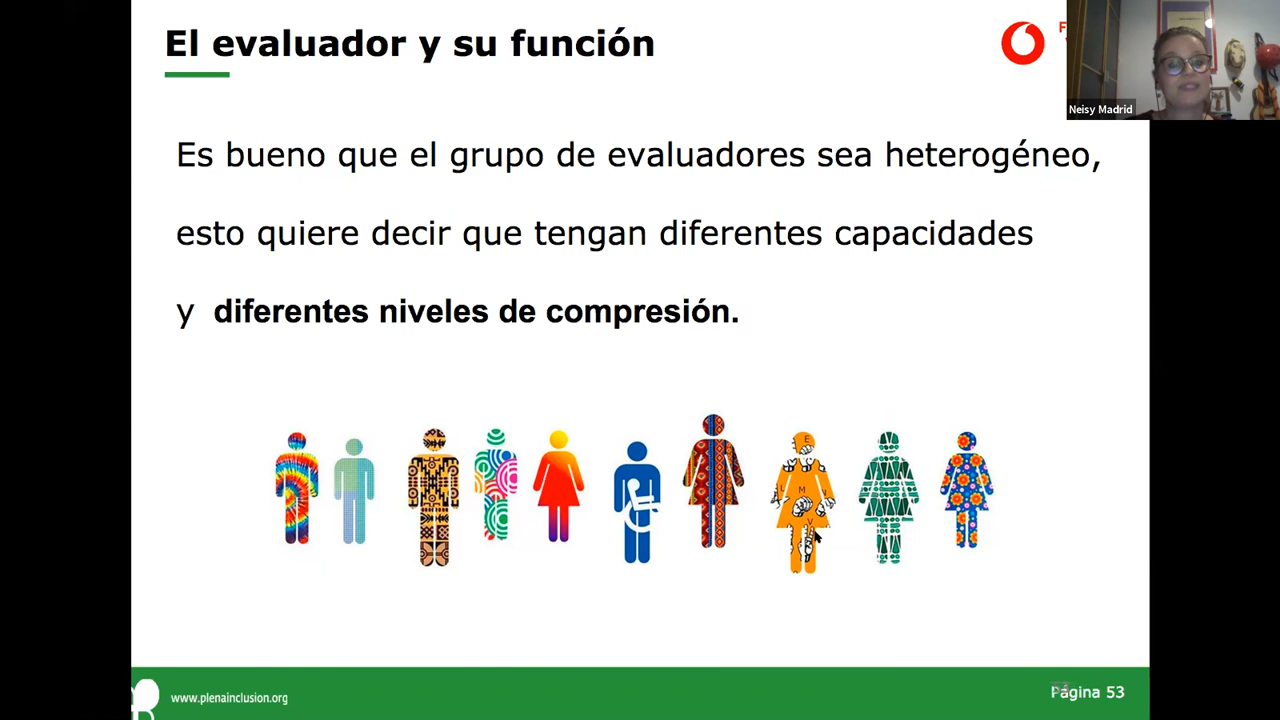 El evaluador y su función
F
Neisy Madrid
Es bueno que el grupo de evaluadores sea heterogéneo,
esto quiere decir que tengan diferentes capacidades
y diferentes niveles de compresión.
E
L M
V
www.plenainclusion.org
Página 53